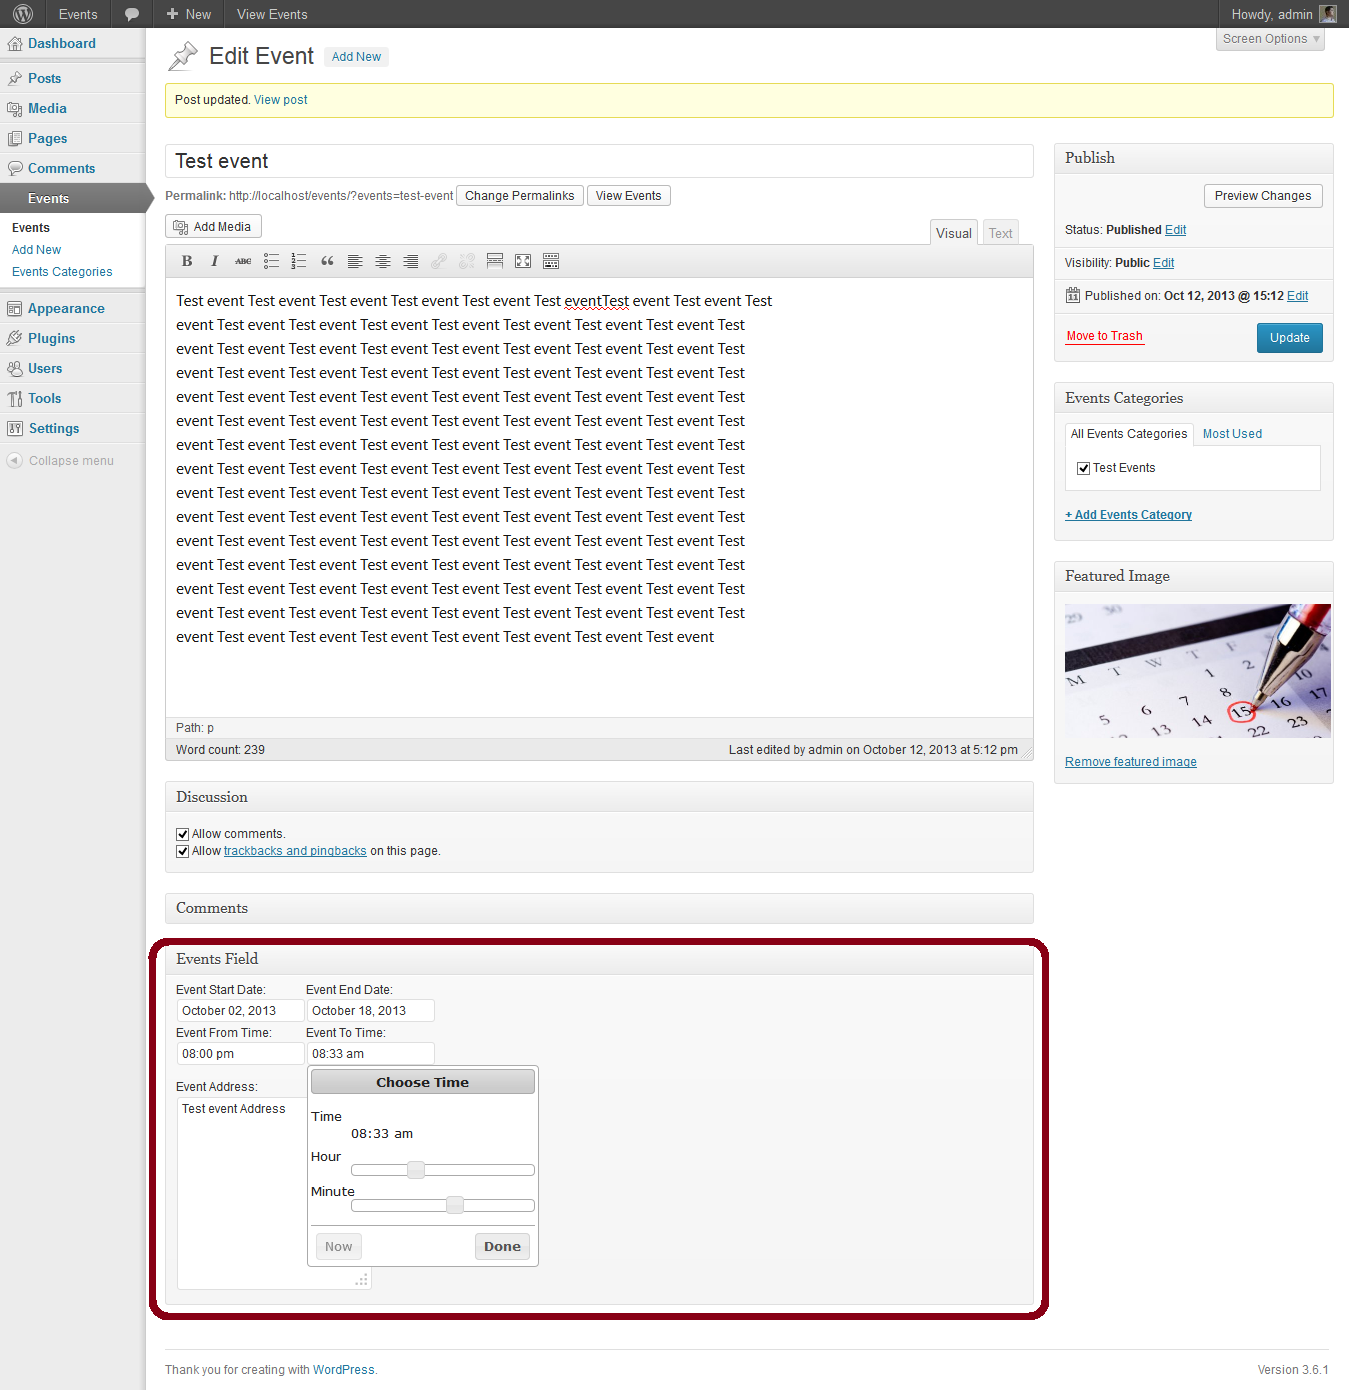 Events
New
View Events
Howdy, admin
Dashboard
Posts
Media
Pages
Comments
Events
Events
Add New
Events Categories
Appearance
Plugins
Users
Tools
Settings
Collapse menu
Screen Options
Edit Event Add New
Post updated. View post
Test event
Permalink: http://localhost/events/?events=test-event Change Permalinks View Events
Add Media
Visual Text
B I ABC
Test event Test event Test event Test event Test event Test eventTest event Test event Test
event Test event Test event Test event Test event Test event Test event Test event Test
event Test event Test event Test event Test event Test event Test event Test event Test
event Test event Test event Test event Test event Test event Test event Test event Test
event Test event Test event Test event Test event Test event Test event Test event Test
event Test event Test event Test event Test event Test event Test event Test event Test
event Test event Test event Test event Test event Test event Test event Test event Test
event Test event Test event Test event Test event Test event Test event Test event Test
event Test event Test event Test event Test event Test event Test event Test event Test
event Test event Test event Test event Test event Test event Test event Test event Test
event Test event Test event Test event Test event Test event Test event Test event Test
event Test event Test event Test event Test event Test event Test event Test event Test
event Test event Test event Test event Test event Test event Test event Test event Test
event Test event Test event Test event Test event Test event Test event Test event Test
event Test event Test event Test event Test event Test event Test event Test event
Path: p
Word count: 239
Last edited by admin on October 12, 2013 at 5:12 pm
Discussion
Allow comments.
Allow trackbacks and pingbacks on this page.
Comments
Events Field
Event Start Date: Event End Date:
October 02, 2013 October 18, 2013
Event From Time: Event To Time:
08:00 pm 08:33 am
Event Address:
Test event Address
Choose Time
Time
08:33 am
Hour
Minute
Now Done
Publish
Preview Changes
Status: Published Edit
Visibility: Public Edit
11 Published on: Oct 12, 2013 @ 15:12 Edit
Move to Trash Update
Events Categories
All Events Categories Most Used
Test Events
+ Add Events Category
Featured Image
29 30
M T W T F
1 2
5 6 7 8 10
13 14 15 16 17
22 23
Remove featured image
Thank you for creating with WordPress.
Version 3.6.1